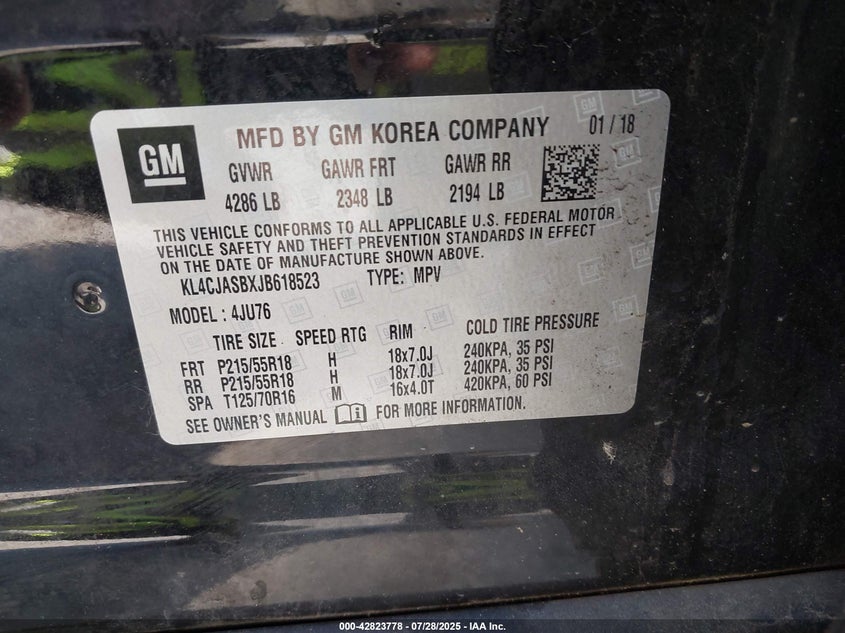 GM
MFD BY GM KOREA COMPANY 01 / 18
GVWR GAWR FRT GAWR RR
4286 LB 2348 LB 2194 LB
THIS VEHICLE CONFORMS TO ALL APPLICABLE U.S. FEDERAL MOTOR
VEHICLE SAFETY AND THEFT PREVENTION STANDARDS IN EFFECT
ON THE DATE OF MANUFACTURE SHOWN ABOVE.
KL4CJASBXJB618523 TYPE: MPV
MODEL : 4JU76
TIRE SIZE SPEED RTG RIM COLD TIRE PRESSURE
FRT P215/55R18 H 18x7.0J 240KPA, 35 PSI
RR P215/55R18 H 18x7.0J 240KPA, 35 PSI
SPA T125/70R16 M 16x4.0T 420KPA, 60 PSI
SEE OWNER'S MANUAL FOR MORE INFORMATION.
000-42823778 - 07/28/2025 - IAA Inc.